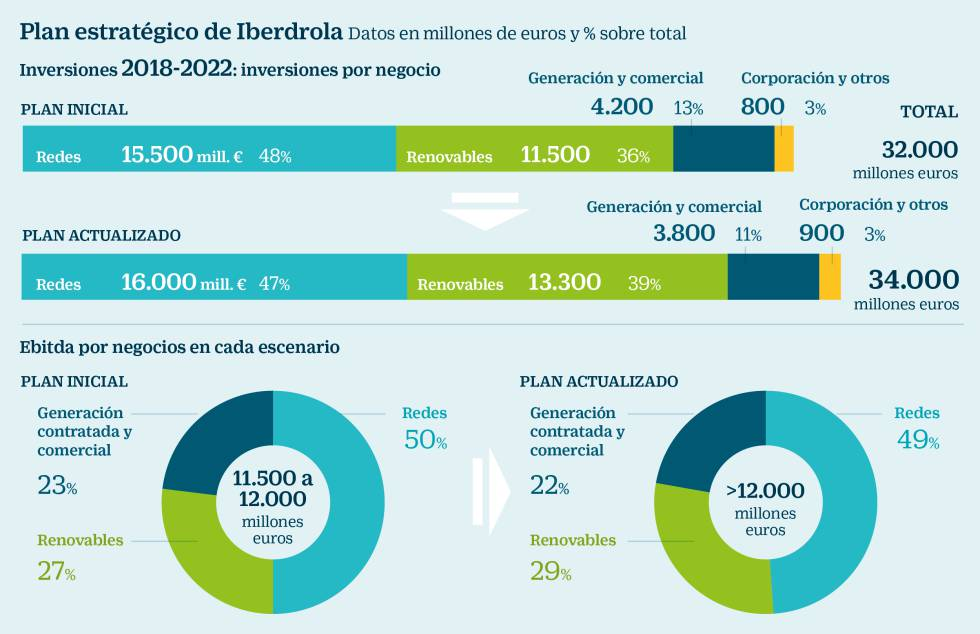 Plan estratégico de Iberdrola Datos en millones de euros y % sobre total
Inversiones 2018-2022: inversiones por negocio
PLAN INICIAL
Generación y comercial
4.200 13%
Corporación y otros
800 3%
TOTAL
Redes 15.500 mill. € 48%
Renovables 11.500 36%
32.000
millones euros
PLAN ACTUALIZADO
Generación y comercial
3.800 11%
Corporación y otros
900 3%
Redes 16.000 mill. € 47%
Renovables 13.300 39%
34.000
millones euros
Ebitda por negocios en cada escenario
PLAN INICIAL
Generación
contratada y
comercial
23%
Renovables
27%
11.500 a
12.000
millones
euros
Redes
50%
PLAN ACTUALIZADO
Generación
contratada y
comercial
22%
Renovables
29%
>12.000
millones
euros
Redes
49%